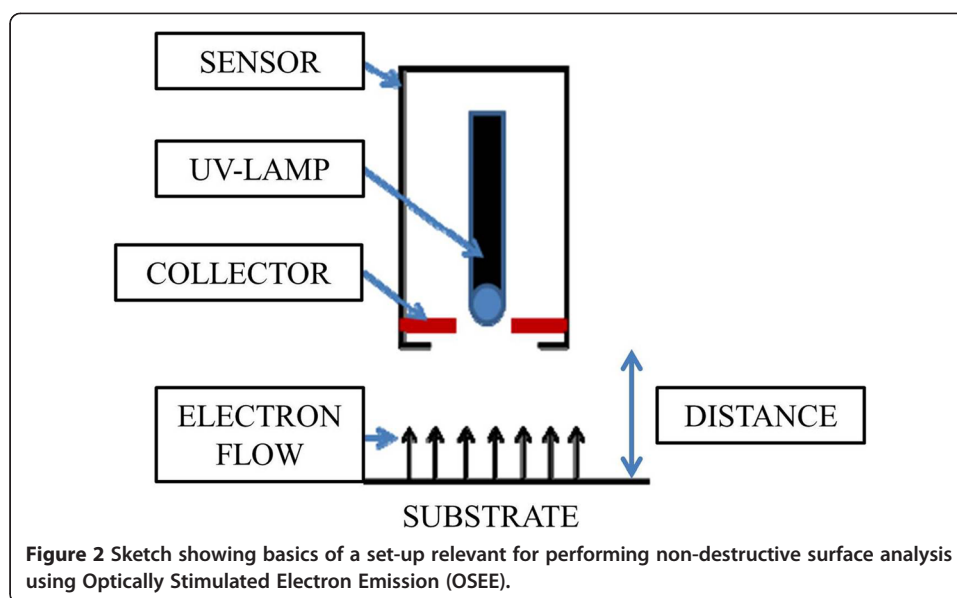 SENSOR
UV-LAMP
COLLECTOR
ELECTRON
FLOW
DISTANCE
SUBSTRATE
Figure 2 Sketch showing basics of a set-up relevant for performing non-destructive surface analysis
using Optically Stimulated Electron Emission (OSEE).